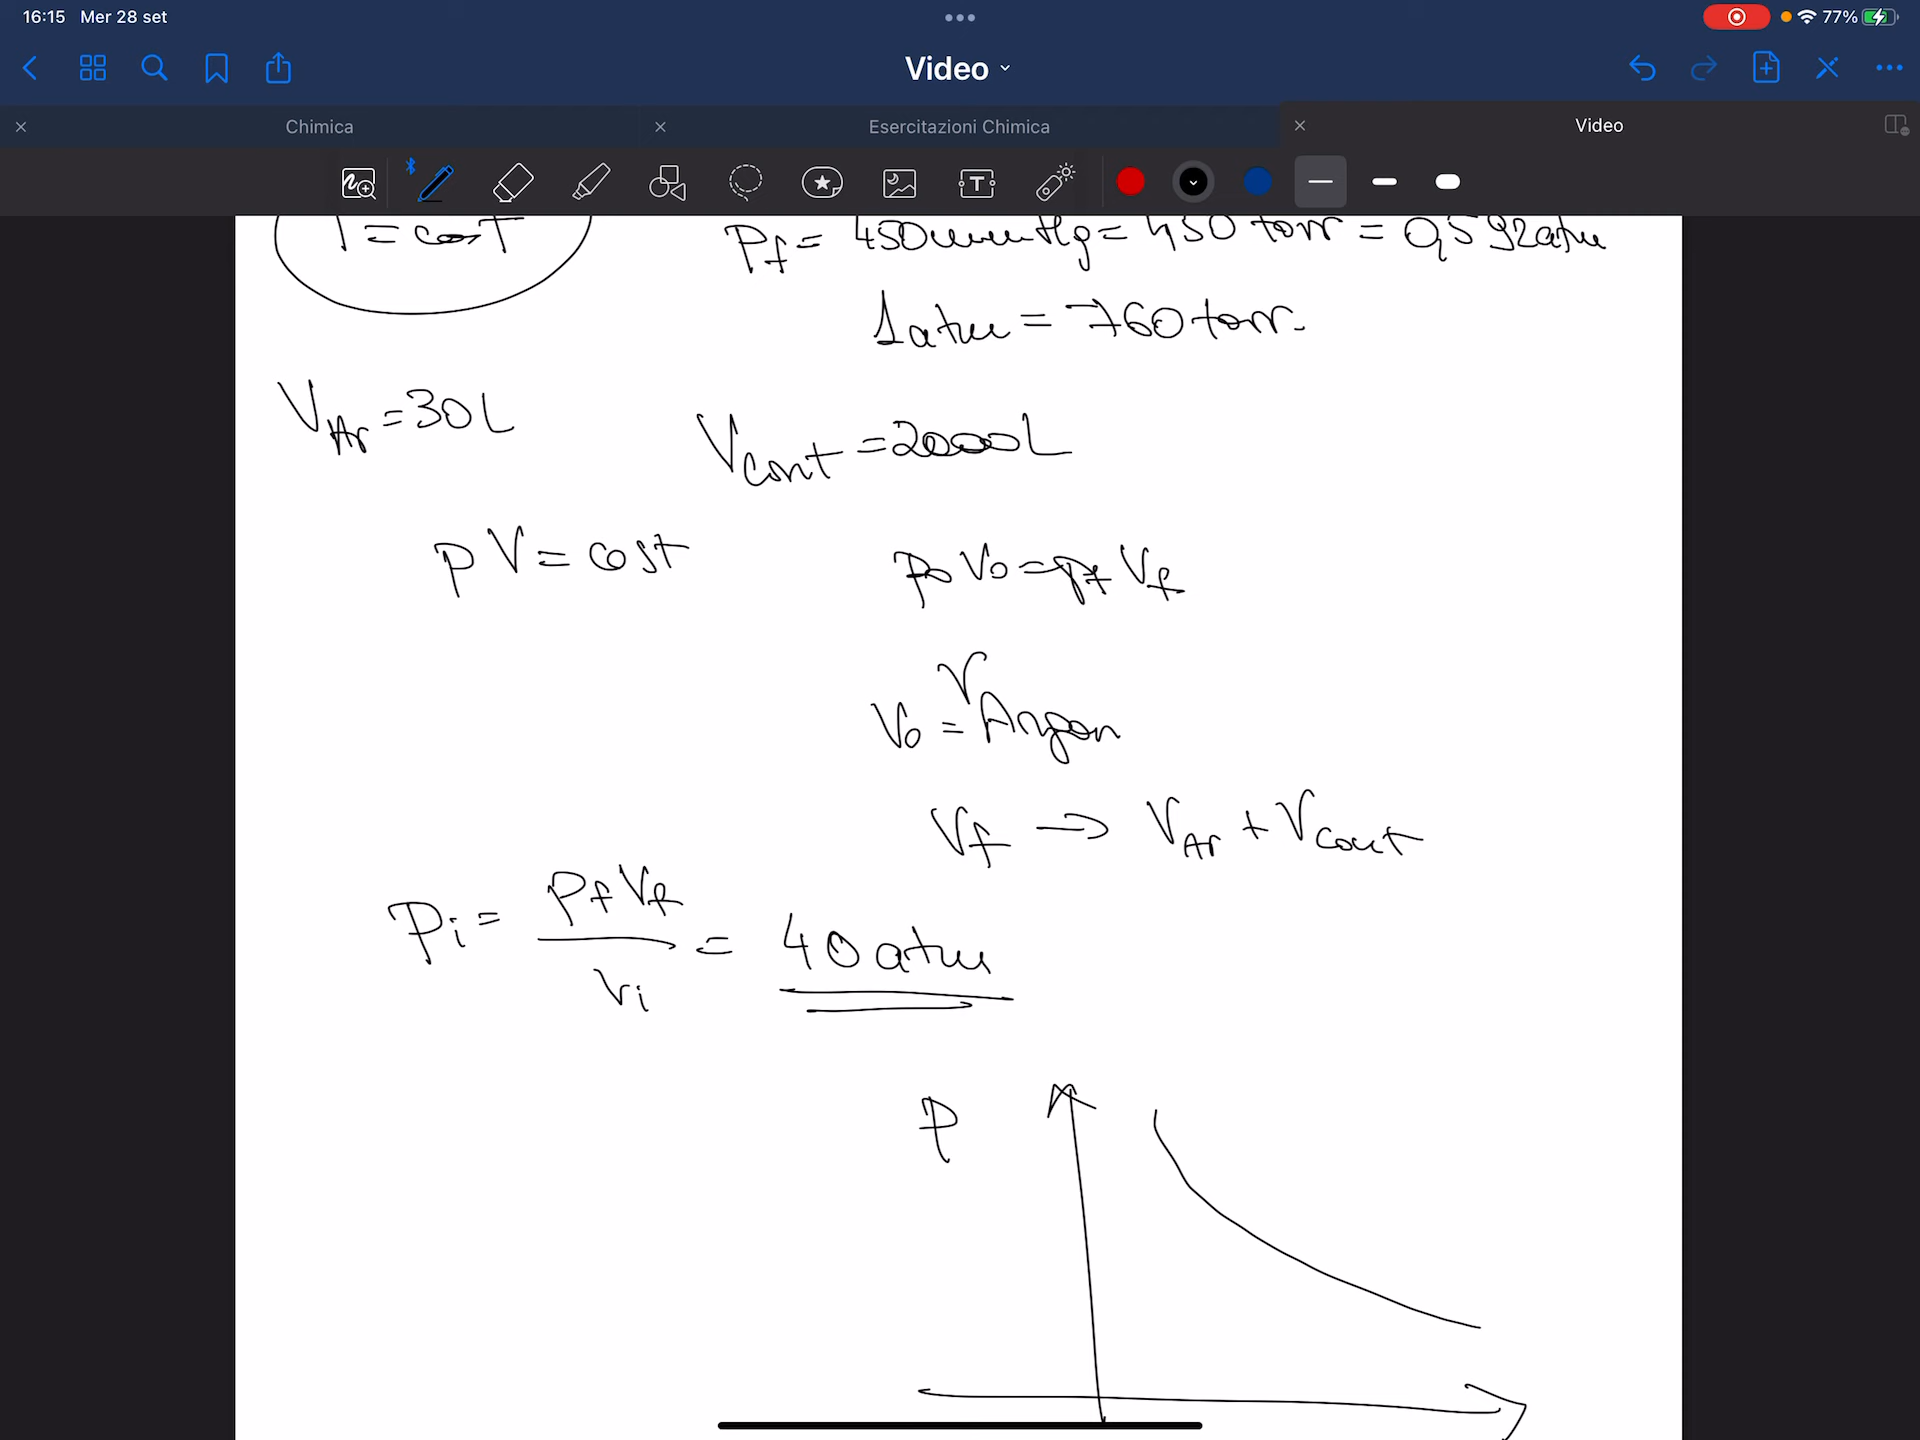 16:15 Mer 28 set
77%
Video
Chimica
Esercitazioni Chimica
Video
T = cost
Pf = 450 mmHg = 450 torr = 0,592 atm
1 atm = 760 torr.
VAr = 30 L
Vcont = 2000 L
pV = cost
p0 V0 = pf Vf
V0 = VArgon
Vf → VAr + Vcont
Pi = Pf Vf / Vi = 40 atm
P